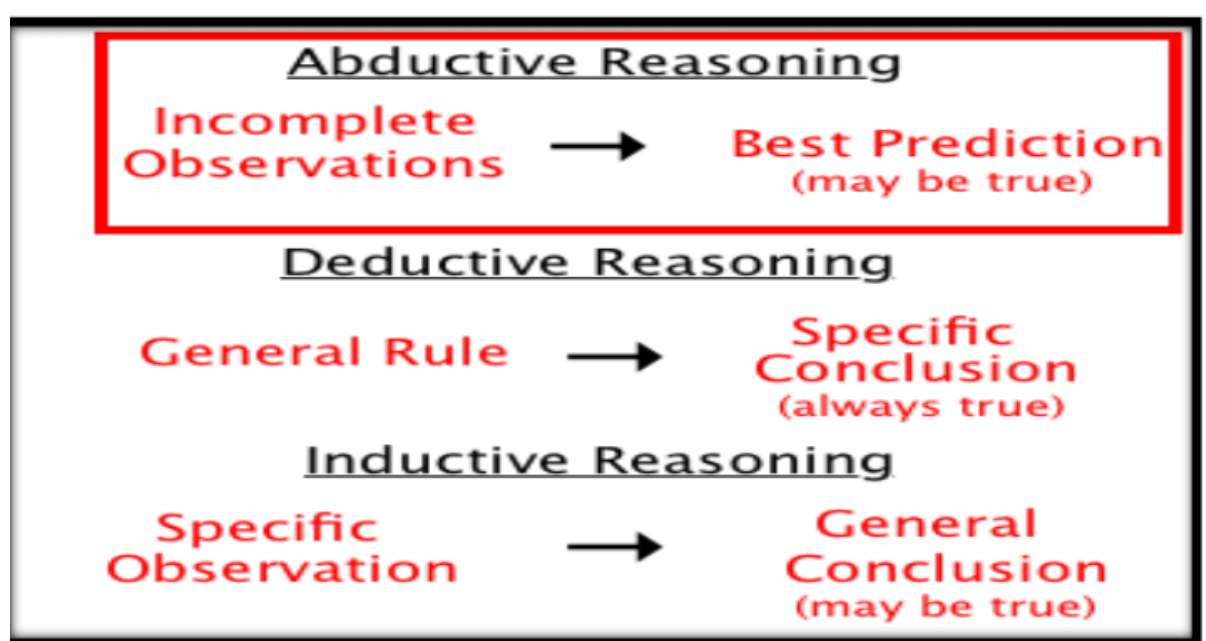 Abductive Reasoning
Incomplete
Observations
→
Best Prediction
(may be true)
Deductive Reasoning
General Rule
→
Specific
Conclusion
(always true)
Inductive Reasoning
Specific
Observation
→
General
Conclusion
(may be true)